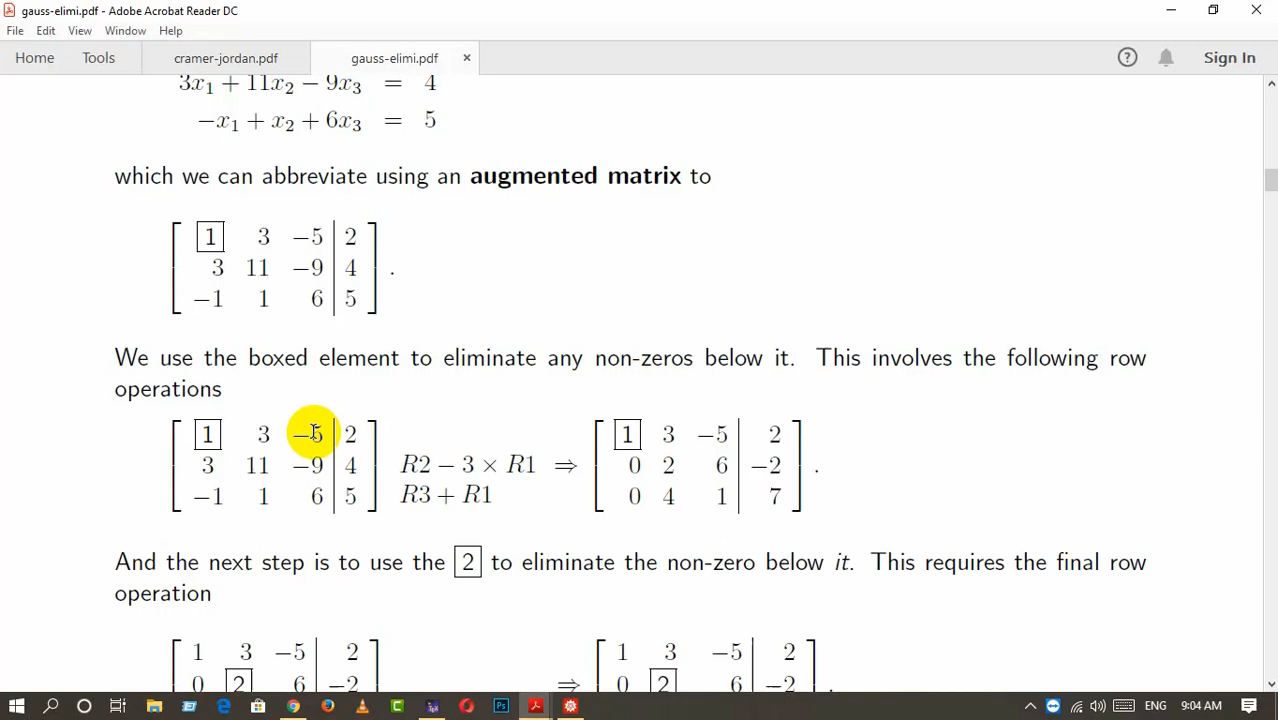 gauss-elimi.pdf - Adobe Acrobat Reader DC
File Edit View Window Help
Home Tools cramer-jordan.pdf gauss-elimi.pdf × Sign In
3x₁ + 11x₂ − 9x₃ = 4
−x₁ + x₂ + 6x₃ = 5
which we can abbreviate using an augmented matrix to
1 3 −5 2
3 11 −9 4 .
−1 1 6 5
We use the boxed element to eliminate any non-zeros below it. This involves the following row
operations
1 3 −5 2 1 3 −5 2
3 11 −9 4 R2 − 3 × R1 ⇒ 0 2 6 −2 .
−1 1 6 5 R3 + R1 0 4 1 7
And the next step is to use the 2 to eliminate the non-zero below it. This requires the final row
operation
1 3 −5 2 1 3 −5 2
0 2 6 −2 ⇒ 0 2 6 −2 .
ENG 9:04 AM